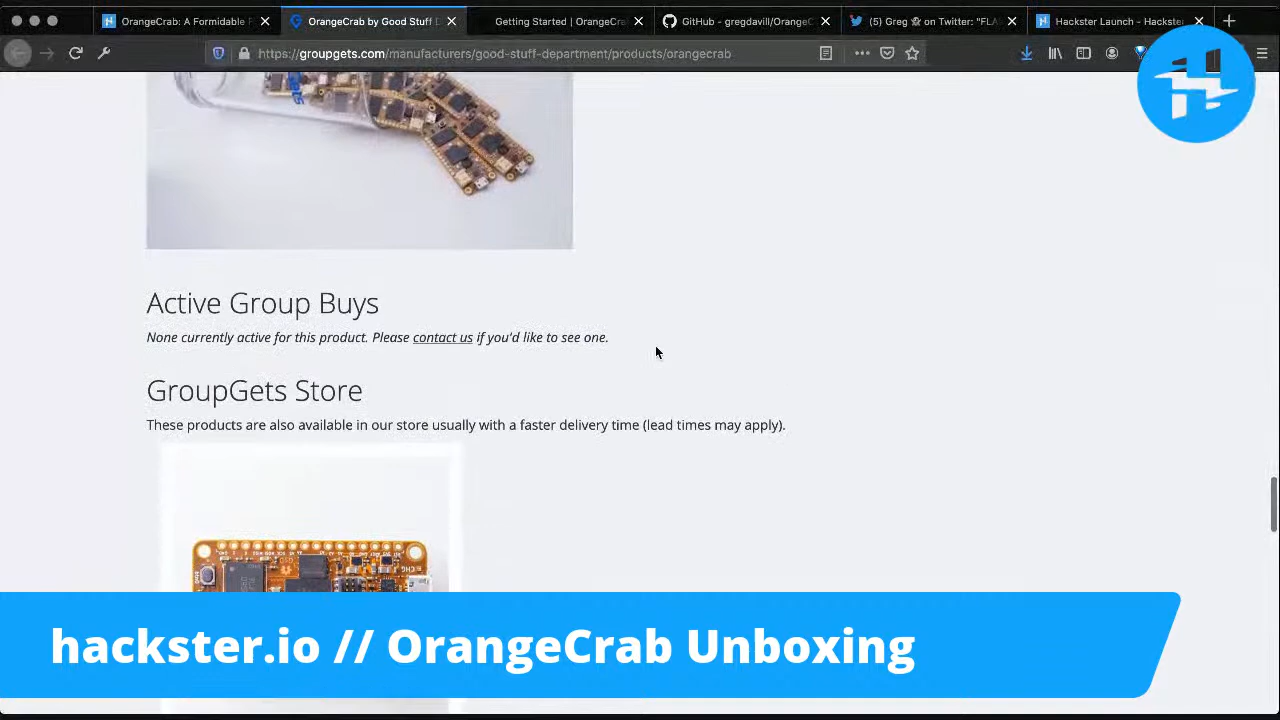 OrangeCrab: A Formidable F
OrangeCrab by Good Stuff D
Getting Started | OrangeCra
GitHub - gregdavill/OrangeC
(5) Greg on Twitter: "FLA
Hackster Launch - Hackste
https://groupgets.com/manufacturers/good-stuff-department/products/orangecrab
Active Group Buys
None currently active for this product. Please contact us if you'd like to see one.
GroupGets Store
These products are also available in our store usually with a faster delivery time (lead times may apply).
hackster.io // OrangeCrab Unboxing